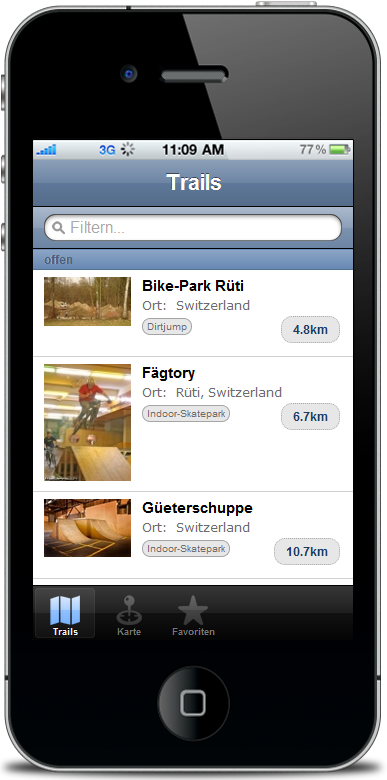 3G 11:09 AM 77%
Trails
Filtern...
offen
Bike-Park Rüti
Ort: Switzerland
Dirtjump
4.8km
Fägtory
Ort: Rüti, Switzerland
Indoor-Skatepark
6.7km
Güeterschuppe
Ort: Switzerland
Indoor-Skatepark
10.7km
Trails Karte Favoriten